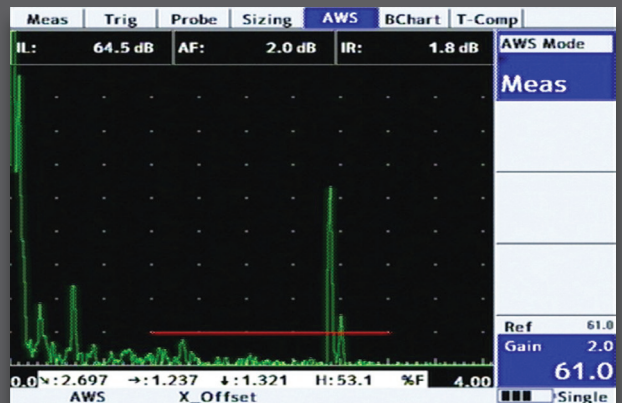 Meas Trig Probe Sizing AWS BChart T-Comp
IL: 64.5 dB AF: 2.0 dB IR: 1.8 dB
AWS Mode
Meas
Ref 61.0
Gain 2.0
61.0
0.0 ↘:2.697 →:1.237 ↓:1.321 H:53.1 %F 4.00
AWS X_Offset Single